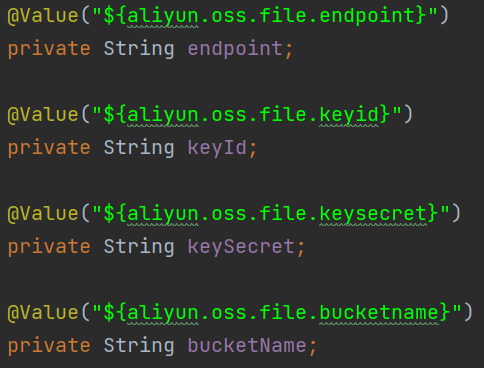 @Value("${aliyun.oss.file.endpoint}")
private String endpoint;
@Value("${aliyun.oss.file.keyid}")
private String keyId;
@Value("${aliyun.oss.file.keysecret}")
private String keySecret;
@Value("${aliyun.oss.file.bucketname}")
private String bucketName;